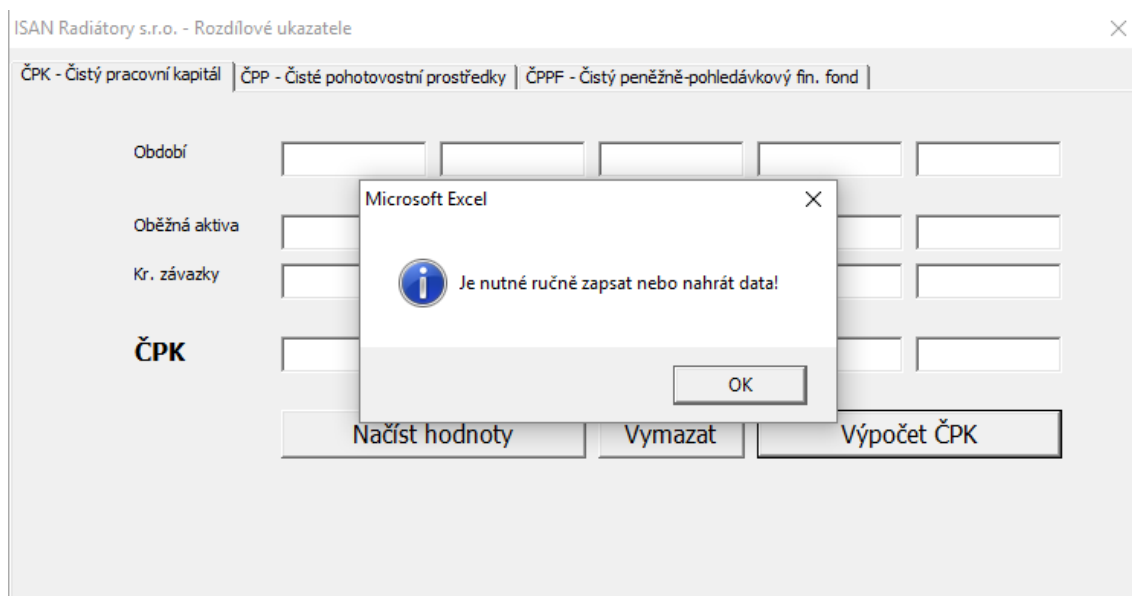 ISAN Radiátory s.r.o. - Rozdílové ukazatele
ČPK - Čistý pracovní kapitál ČPP - Čisté pohotovostní prostředky ČPPF - Čistý peněžně-pohledávkový fin. fond
Období
Microsoft Excel
Oběžná aktiva
Kr. závazky
Je nutné ručně zapsat nebo nahrát data!
ČPK
OK
Načíst hodnoty Vymazat Výpočet ČPK